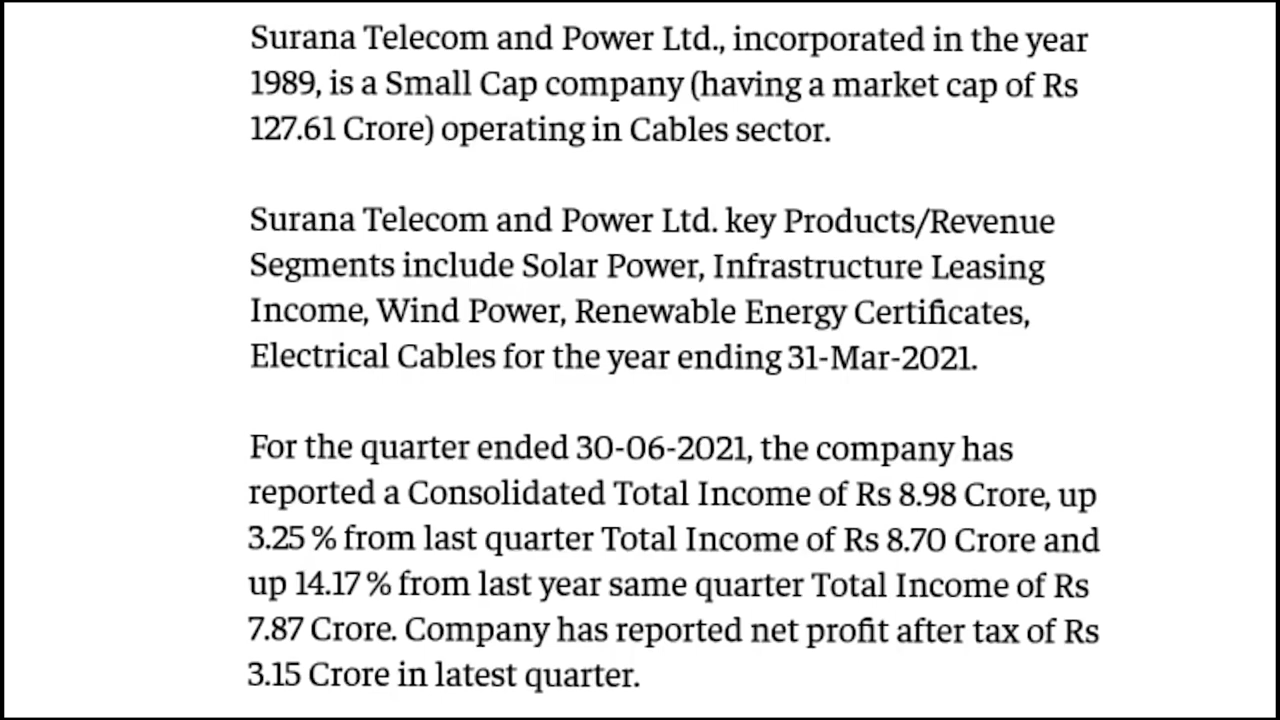 Surana Telecom and Power Ltd., incorporated in the year
1989, is a Small Cap company (having a market cap of Rs
127.61 Crore) operating in Cables sector.
Surana Telecom and Power Ltd. key Products/Revenue
Segments include Solar Power, Infrastructure Leasing
Income, Wind Power, Renewable Energy Certificates,
Electrical Cables for the year ending 31-Mar-2021.
For the quarter ended 30-06-2021, the company has
reported a Consolidated Total Income of Rs 8.98 Crore, up
3.25 % from last quarter Total Income of Rs 8.70 Crore and
up 14.17 % from last year same quarter Total Income of Rs
7.87 Crore. Company has reported net profit after tax of Rs
3.15 Crore in latest quarter.